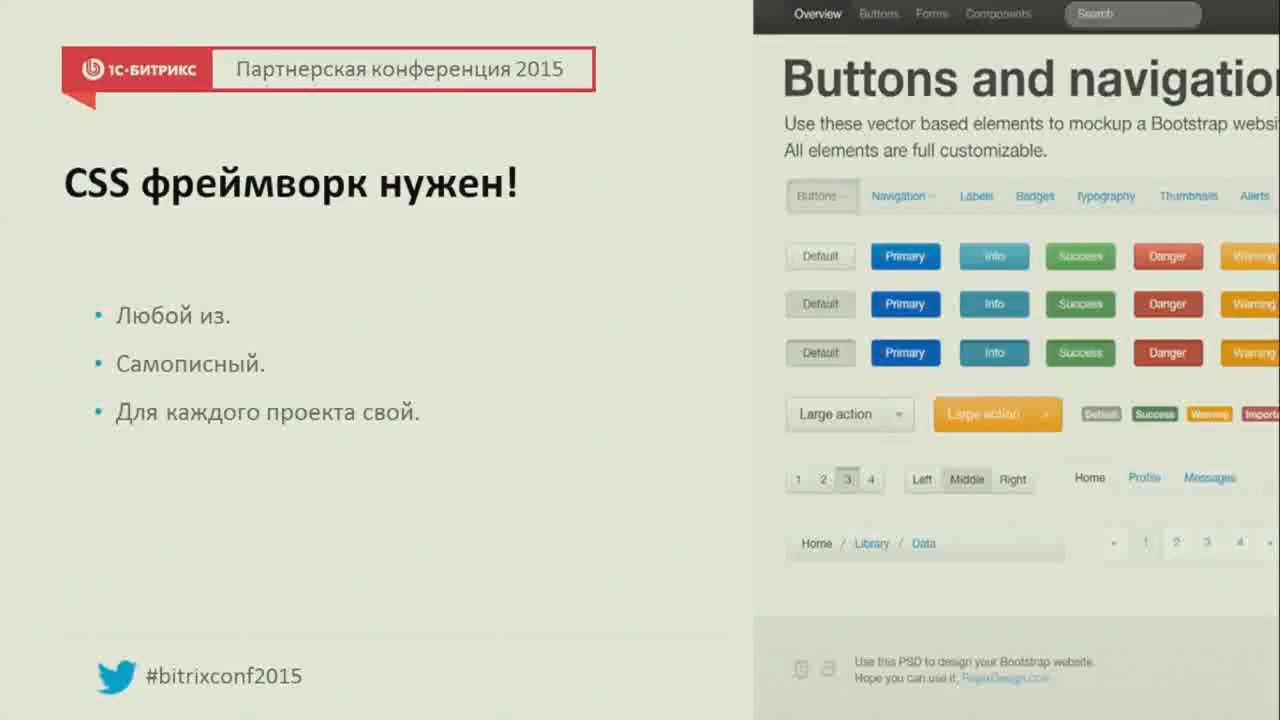 1С-БИТРИКС Партнерская конференция 2015
CSS фреймворк нужен!
• Любой из.
• Самописный.
• Для каждого проекта свой.
#bitrixconf2015
Overview Buttons Forms Components Search
Buttons and navigation
Use these vector based elements to mockup a Bootstrap websi
All elements are full customizable.
Buttons Navigation Labels Badges Typography Thumbnails Alerts
Default Primary Info Success Danger Warning
Default Primary Info Success Danger Warning
Default Primary Info Success Danger Warning
Large action Large action Default Success Warning Importa
1 2 3 4 Left Middle Right Home Profile Messages
Home / Library / Data « 1 2 3 4
Use this PSD to design your Bootstrap website.
Hope you can use it,